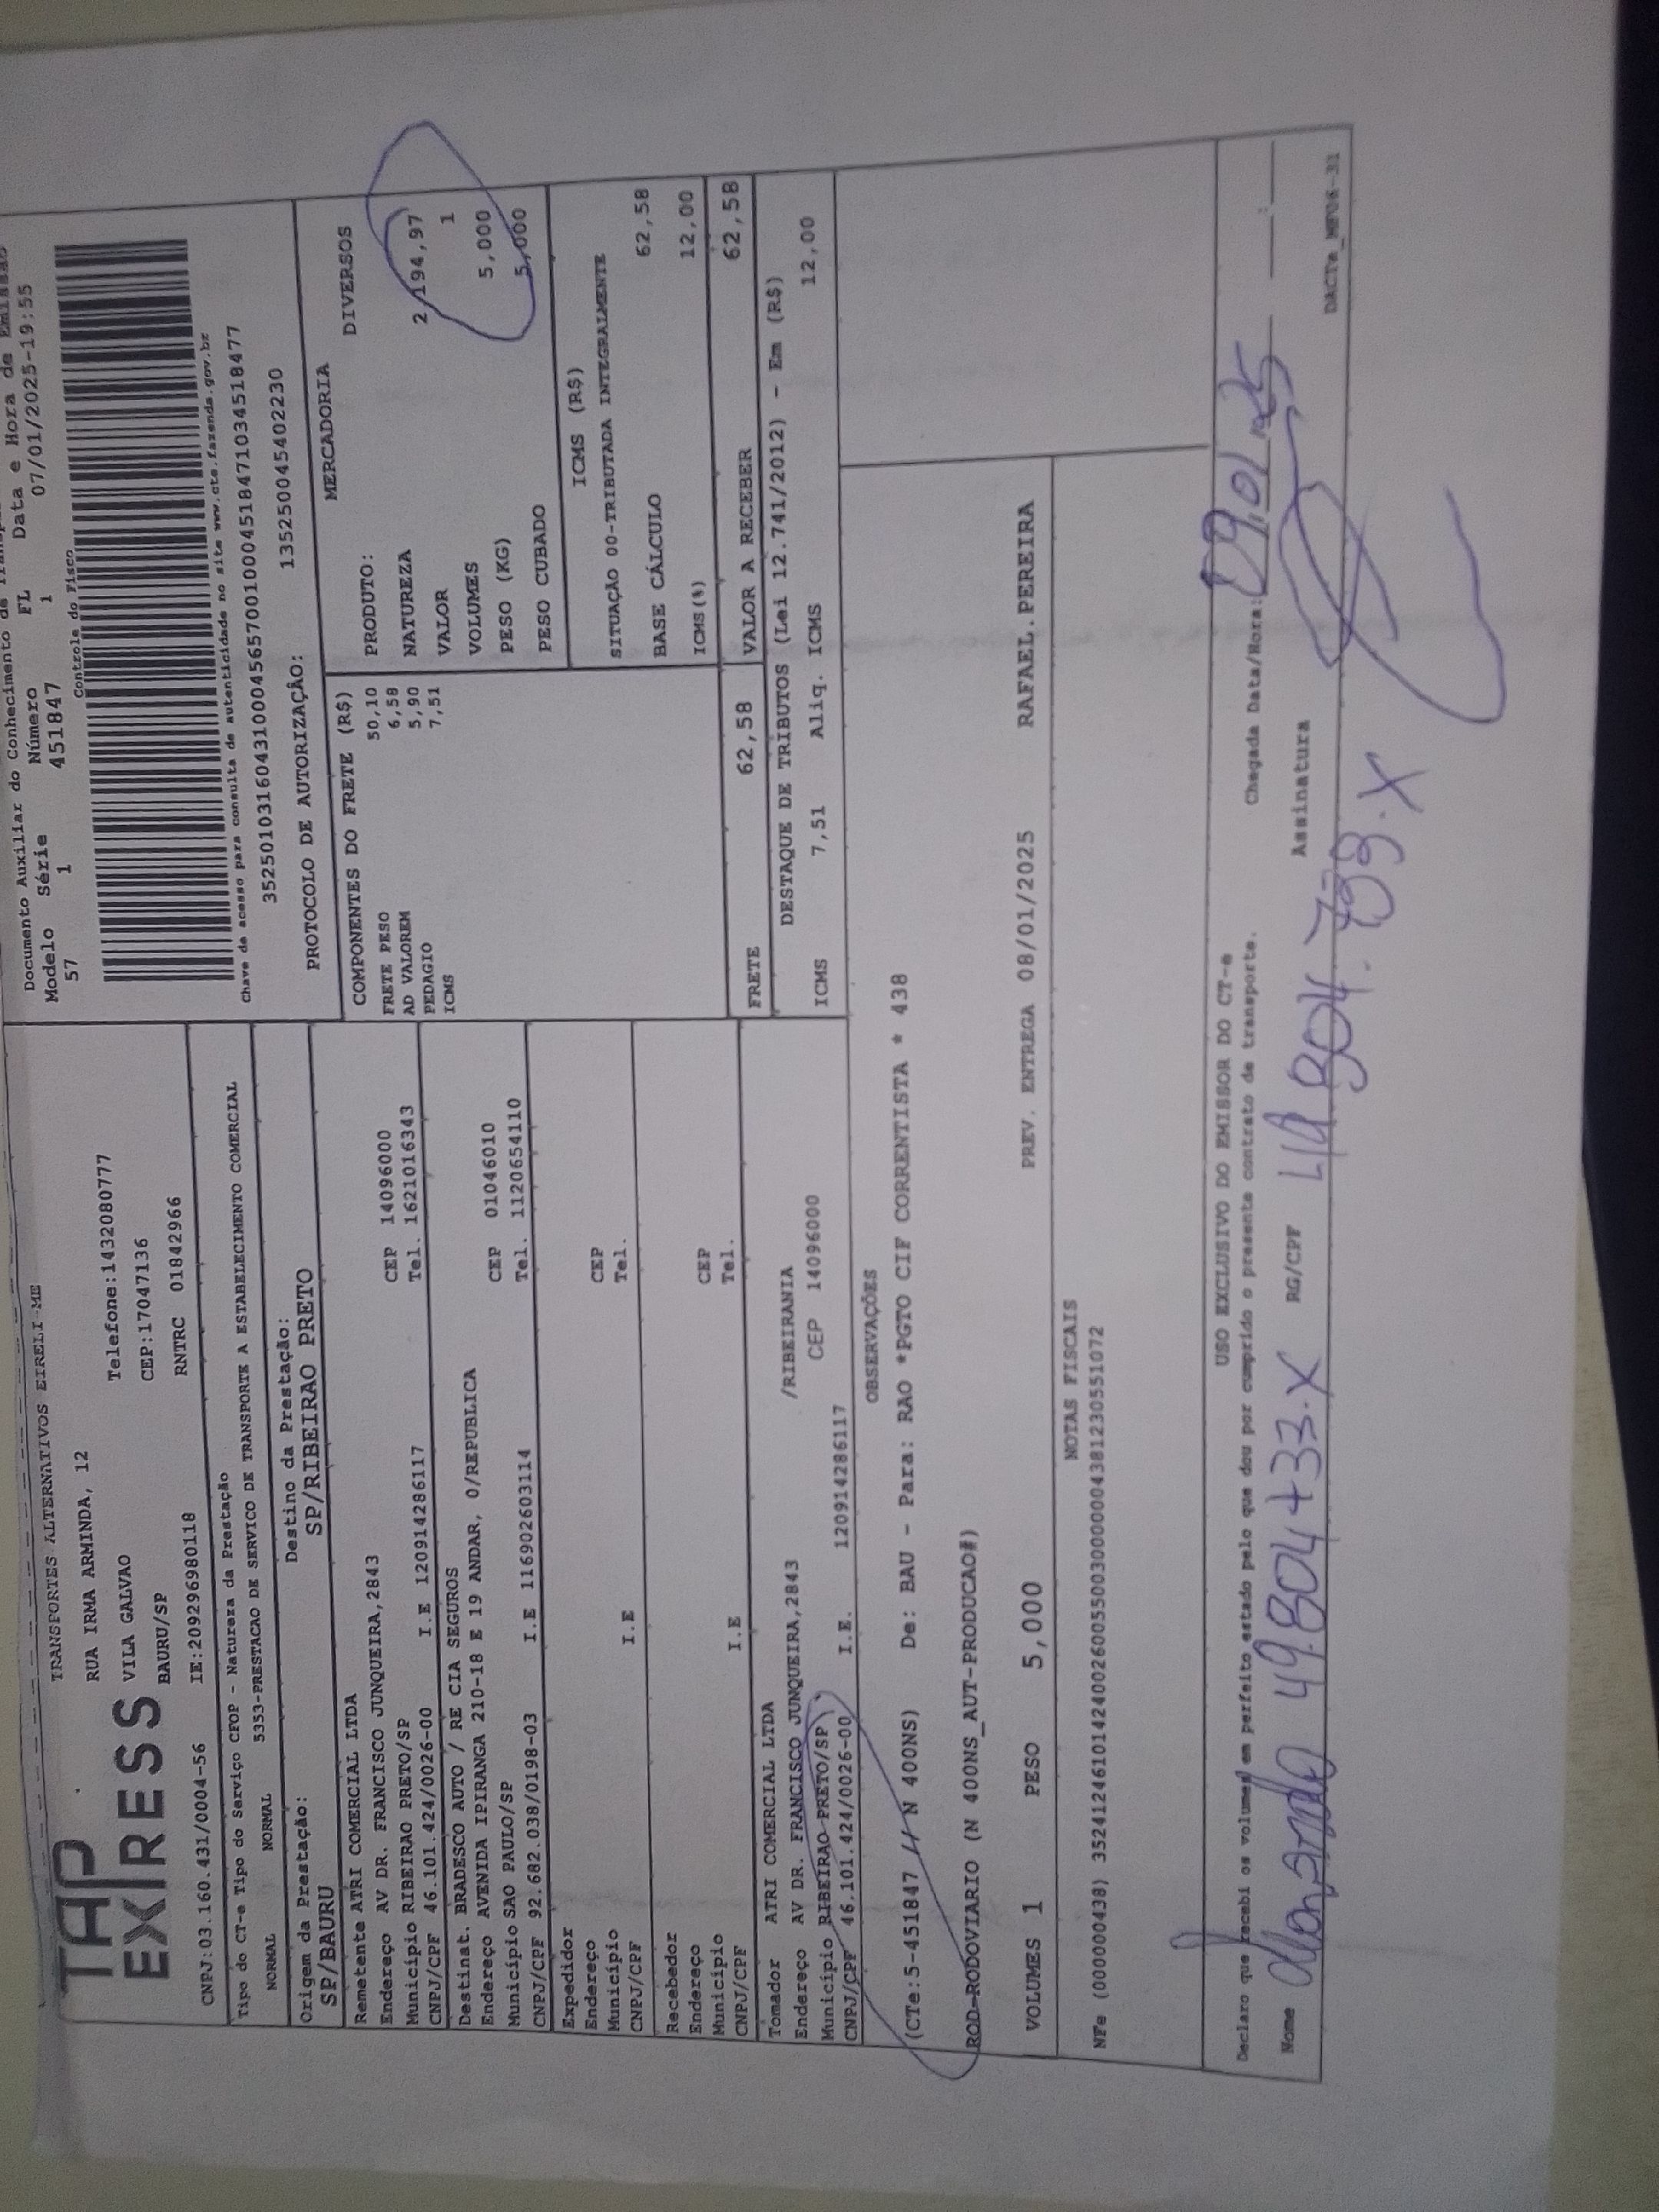 TAP
EXPRESS
TRANSPORTES ALTERNATIVOS EIRELI-ME
RUA IRMA ARMINDA, 12
VILA GALVAO
BAURU/SP
Telefone:1432080777
CEP:17047136
CNPJ:03.160.431/0004-56 IE:209296980118 RNTRC 01842966
Tipo do CT-e Tipo do Serviço CFOP - Natureza da Prestação
NORMAL NORMAL 5353-PRESTACAO DE SERVICO DE TRANSPORTE A ESTABELECIMENTO COMERCIAL
Origem da Prestação: Destino da Prestação:
SP/BAURU SP/RIBEIRAO PRETO
Documento Auxiliar do Conhecimento de
Modelo Série Número FL Data e Hora de Emissão
57 1 451847 1 07/01/2025-19:55
Controle do Fisco
Chave de acesso para consulta de autenticidade no site www.cte.fazenda.gov.br
35250103160431000456570010004518471034518477
PROTOCOLO DE AUTORIZAÇÃO: 135250045402230
Remetente ATRI COMERCIAL LTDA
Endereço AV DR. FRANCISCO JUNQUEIRA,2843 CEP 14096000
Município RIBEIRAO PRETO/SP Tel. 1621016343
CNPJ/CPF 46.101.424/0026-00 I.E 120914286117
Destinat. BRADESCO AUTO / RE CIA SEGUROS
Endereço AVENIDA IPIRANGA 210-18 E 19 ANDAR, 0/REPUBLICA
Município SAO PAULO/SP CEP 01046010
CNPJ/CPF 92.682.038/0198-03 I.E 116902603114 Tel. 1120654110
Expedidor
Endereço
Município CEP
CNPJ/CPF I.E Tel.
Recebedor
Endereço
Município CEP
CNPJ/CPF I.E Tel.
Tomador ATRI COMERCIAL LTDA
Endereço AV DR. FRANCISCO JUNQUEIRA,2843 /RIBEIRANIA
Município RIBEIRAO PRETO/SP CEP 14096000
CNPJ/CPF 46.101.424/0026-00 I.E. 120914286117
COMPONENTES DO FRETE (R$)
FRETE PESO 50,10
AD VALOREM 6,58
PEDAGIO 5,90
ICMS 7,51
FRETE 62,58
MERCADORIA
PRODUTO: DIVERSOS
NATUREZA
VALOR 2.194,97
VOLUMES 1
PESO (KG) 5,000
PESO CUBADO 5,000
ICMS (R$)
SITUAÇÃO 00-TRIBUTADA INTEGRALMENTE
BASE CÁLCULO 62,58
ICMS(%) 12,00
VALOR A RECEBER 62,58
DESTAQUE DE TRIBUTOS (Lei 12.741/2012) - Em (R$)
ICMS 7,51 Aliq. ICMS 12,00
OBSERVAÇÕES
(CTe:5-451847 // N 400NS) De: BAU - Para: RAO *PGTO CIF CORRENTISTA * 438
ROD-RODOVIARIO (N 400NS_AUT-PRODUCAO#)
VOLUMES 1 PESO 5,000 PREV. ENTREGA 08/01/2025 RAFAEL.PEREIRA
NOTAS FISCAIS
NFe (000000438) 35241246101424002600550030000004381230551072
USO EXCLUSIVO DO EMISSOR DO CT-e
Declaro que recebi os volumes em perfeito estado pelo que dou por cumprido o presente contrato de transporte. Chegada Data/Hora: 09,01,25
Nome RG/CPF Assinatura
DACTe_MP06-31